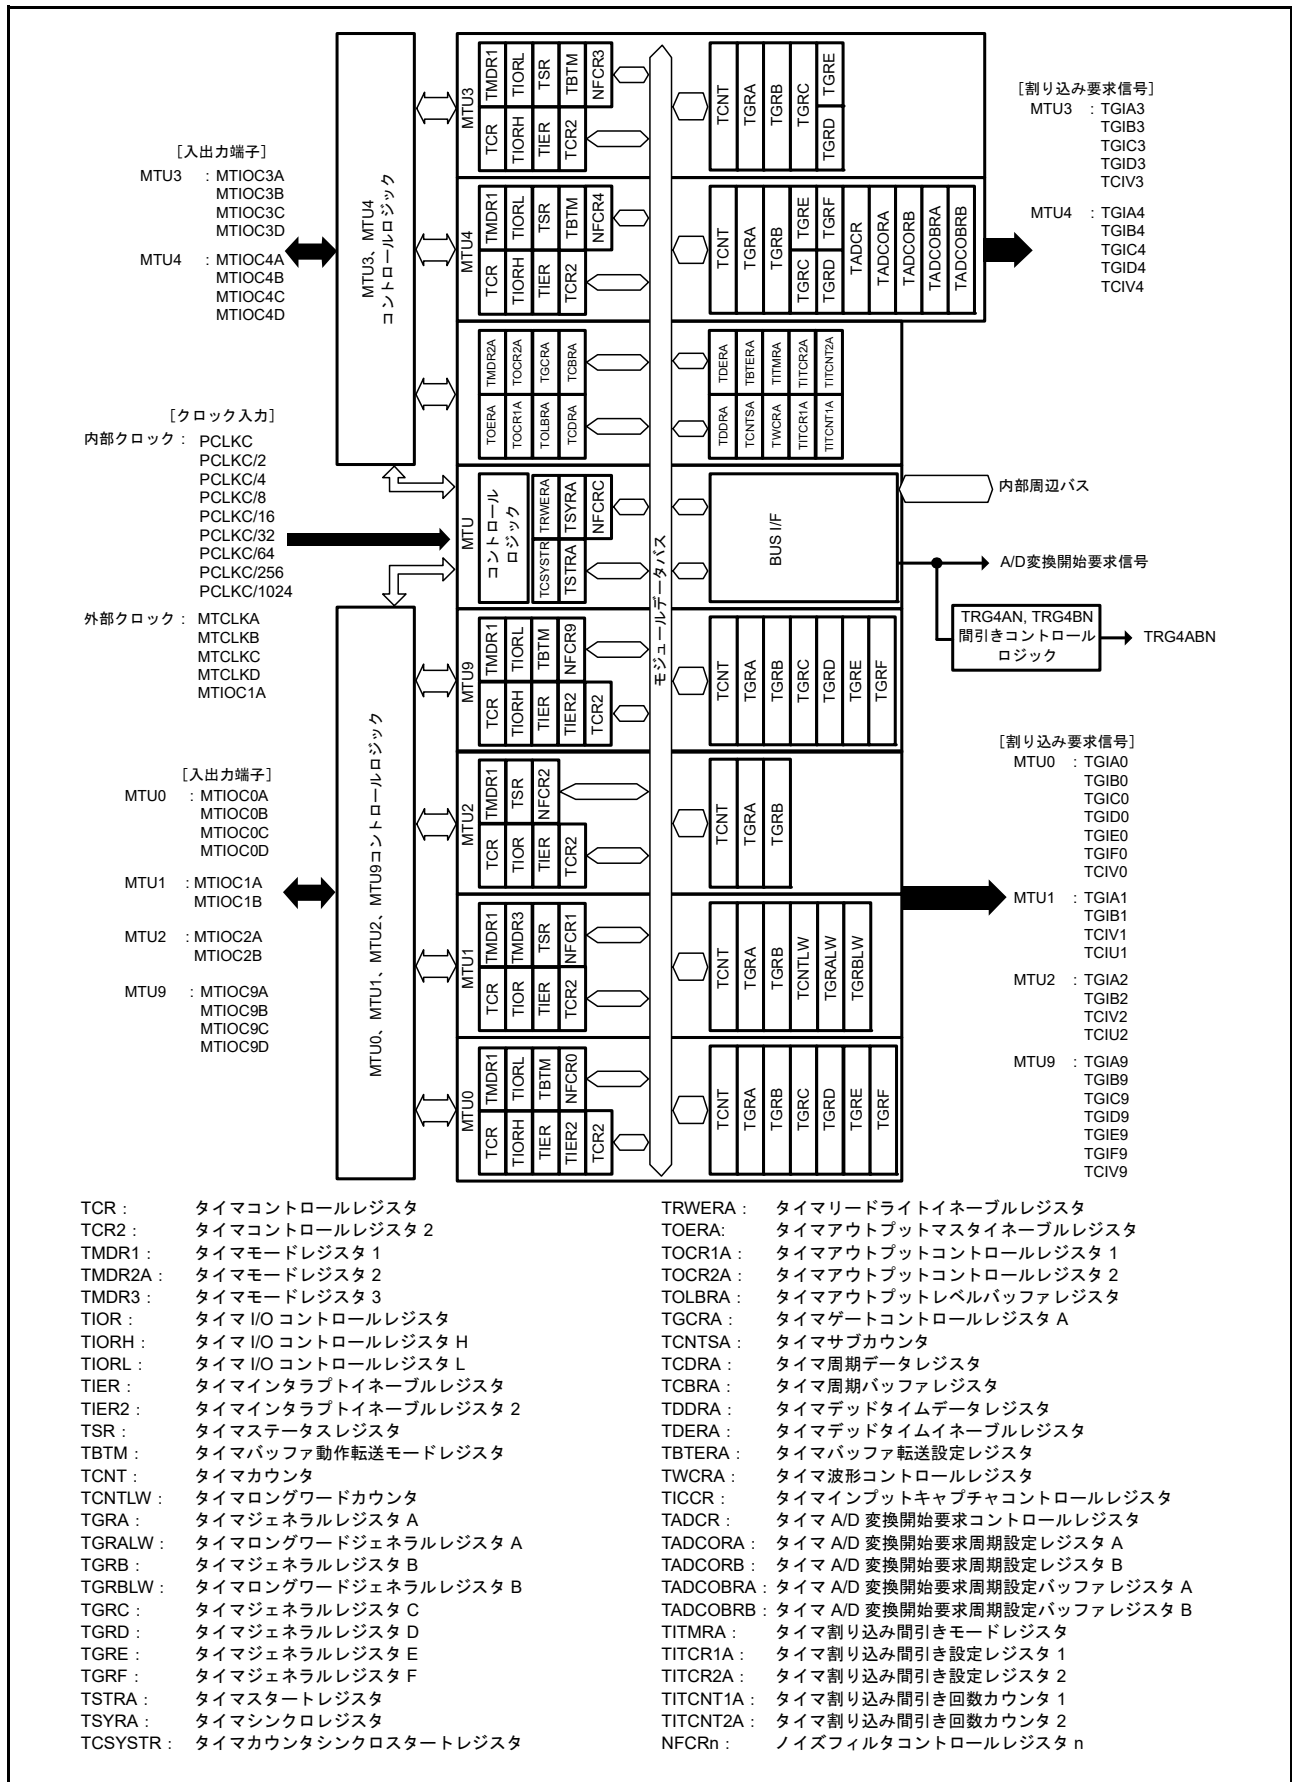 [入出力端子]
MTU3 : MTIOC3A
MTIOC3B
MTIOC3C
MTIOC3D
MTU4 : MTIOC4A
MTIOC4B
MTIOC4C
MTIOC4D
[クロック入力]
内部クロック : PCLKC
PCLKC/2
PCLKC/4
PCLKC/8
PCLKC/16
PCLKC/32
PCLKC/64
PCLKC/256
PCLKC/1024
外部クロック : MTCLKA
MTCLKB
MTCLKC
MTCLKD
MTIOC1A
[入出力端子]
MTU0 : MTIOC0A
MTIOC0B
MTIOC0C
MTIOC0D
MTU1 : MTIOC1A
MTIOC1B
MTU2 : MTIOC2A
MTIOC2B
MTU9 : MTIOC9A
MTIOC9B
MTIOC9C
MTIOC9D
MTU3、MTU4
コントロールロジック
MTU0、MTU1、MTU2、MTU9コントロールロジック
MTU3
TMDR1
TIORL
TSR
TBTM
NFCR3
TCR
TIORH
TIER
TCR2
TCNT
TGRA
TGRB
TGRC
TGRE
TGRD
MTU4
TMDR1
TIORL
TSR
TBTM
NFCR4
TCR
TIORH
TIER
TCR2
TCNT
TGRA
TGRB
TGRE
TGRF
TGRC
TGRD
TADCR
TADCORA
TADCORB
TADCOBRA
TADCOBRB
TMDR2A
TOCR2A
TGCRA
TCBRA
TOERA
TOCR1A
TOLBRA
TCDRA
TDERA
TBTERA
TITMRA
TITCR2A
TITCNT2A
TDDRA
TCNTSA
TWCRA
TITCR1A
TITCNT1A
MTU
コントロール
ロジック
TRWERA
TSYRA
NFCRC
TCSYSTR
TSTRA
モジュールデータバス
BUS I/F
MTU9
TMDR1
TIORL
TBTM
NFCR9
TCR
TIORH
TIER
TIER2
TCR2
TCNT
TGRA
TGRB
TGRC
TGRD
TGRE
TGRF
MTU2
TMDR1
TSR
NFCR2
TCR
TIOR
TIER
TCR2
TCNT
TGRA
TGRB
MTU1
TMDR1
TMDR3
TSR
NFCR1
TCR
TIOR
TIER
TCR2
TCNT
TGRA
TGRB
TCNTLW
TGRALW
TGRBLW
MTU0
TMDR1
TIORL
TBTM
NFCR0
TCR
TIORH
TIER
TIER2
TCR2
TCNT
TGRA
TGRB
TGRC
TGRD
TGRE
TGRF
[割り込み要求信号]
MTU3 : TGIA3
TGIB3
TGIC3
TGID3
TCIV3
MTU4 : TGIA4
TGIB4
TGIC4
TGID4
TCIV4
内部周辺バス
A/D変換開始要求信号
TRG4AN, TRG4BN
間引きコントロール
ロジック
TRG4ABN
[割り込み要求信号]
MTU0 : TGIA0
TGIB0
TGIC0
TGID0
TGIE0
TGIF0
TCIV0
MTU1 : TGIA1
TGIB1
TCIV1
TCIU1
MTU2 : TGIA2
TGIB2
TCIV2
TCIU2
MTU9 : TGIA9
TGIB9
TGIC9
TGID9
TGIE9
TGIF9
TCIV9
TCR : タイマコントロールレジスタ
TCR2 : タイマコントロールレジスタ 2
TMDR1 : タイマモードレジスタ 1
TMDR2A : タイマモードレジスタ 2
TMDR3 : タイマモードレジスタ 3
TIOR : タイマ I/O コントロールレジスタ
TIORH : タイマ I/O コントロールレジスタ H
TIORL : タイマ I/O コントロールレジスタ L
TIER : タイマインタラプトイネーブルレジスタ
TIER2 : タイマインタラプトイネーブルレジスタ 2
TSR : タイマステータスレジスタ
TBTM : タイマバッファ動作転送モードレジスタ
TCNT : タイマカウンタ
TCNTLW : タイマロングワードカウンタ
TGRA : タイマジェネラルレジスタ A
TGRALW : タイマロングワードジェネラルレジスタ A
TGRB : タイマジェネラルレジスタ B
TGRBLW : タイマロングワードジェネラルレジスタ B
TGRC : タイマジェネラルレジスタ C
TGRD : タイマジェネラルレジスタ D
TGRE : タイマジェネラルレジスタ E
TGRF : タイマジェネラルレジスタ F
TSTRA : タイマスタートレジスタ
TSYRA : タイマシンクロレジスタ
TCSYSTR : タイマカウンタシンクロスタートレジスタ
TRWERA : タイマリードライトイネーブルレジスタ
TOERA: タイマアウトプットマスタイネーブルレジスタ
TOCR1A : タイマアウトプットコントロールレジスタ 1
TOCR2A : タイマアウトプットコントロールレジスタ 2
TOLBRA : タイマアウトプットレベルバッファレジスタ
TGCRA : タイマゲートコントロールレジスタ A
TCNTSA : タイマサブカウンタ
TCDRA : タイマ周期データレジスタ
TCBRA : タイマ周期バッファレジスタ
TDDRA : タイマデッドタイムデータレジスタ
TDERA : タイマデッドタイムイネーブルレジスタ
TBTERA : タイマバッファ転送設定レジスタ
TWCRA : タイマ波形コントロールレジスタ
TICCR : タイマインプットキャプチャコントロールレジスタ
TADCR : タイマ A/D 変換開始要求コントロールレジスタ
TADCORA : タイマ A/D 変換開始要求周期設定レジスタ A
TADCORB : タイマ A/D 変換開始要求周期設定レジスタ B
TADCOBRA : タイマ A/D 変換開始要求周期設定バッファレジスタ A
TADCOBRB : タイマ A/D 変換開始要求周期設定バッファレジスタ B
TITMRA : タイマ割り込み間引きモードレジスタ
TITCR1A : タイマ割り込み間引き設定レジスタ 1
TITCR2A : タイマ割り込み間引き設定レジスタ 2
TITCNT1A : タイマ割り込み間引き回数カウンタ 1
TITCNT2A : タイマ割り込み間引き回数カウンタ 2
NFCRn : ノイズフィルタコントロールレジスタ n